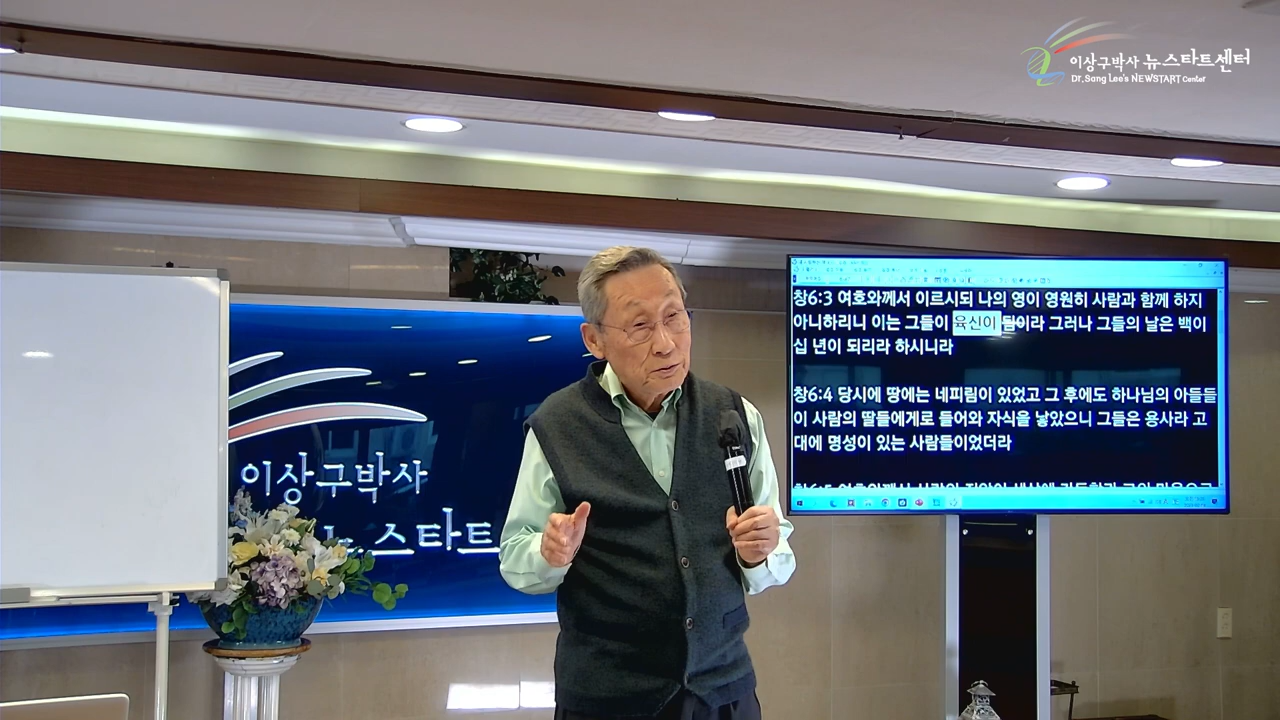 이상구박사 뉴스타트센터
Dr. Sang Lee's NEWSTART Center
창6:3 여호와께서 이르시되 나의 영이 영원히 사람과 함께 하지
아니하리니 이는 그들이 육신이 됨이라 그러나 그들의 날은 백이
십 년이 되리라 하시니라
창6:4 당시에 땅에는 네피림이 있었고 그 후에도 하나님의 아들들
이 사람의 딸들에게로 들어와 자식을 낳았으니 그들은 용사라 고
대에 명성이 있는 사람들이었더라
이상구박사
뉴스타트